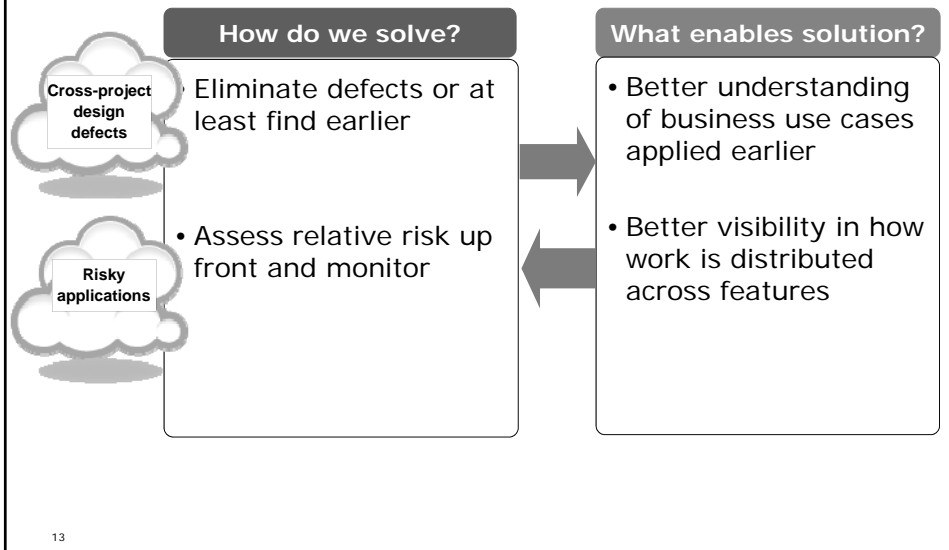 How do we solve?
What enables solution?
Cross-project
design
defects
• Eliminate defects or at
least find earlier
• Better understanding
of business use cases
applied earlier
Risky
applications
• Assess relative risk up
front and monitor
• Better visibility in how
work is distributed
across features
13